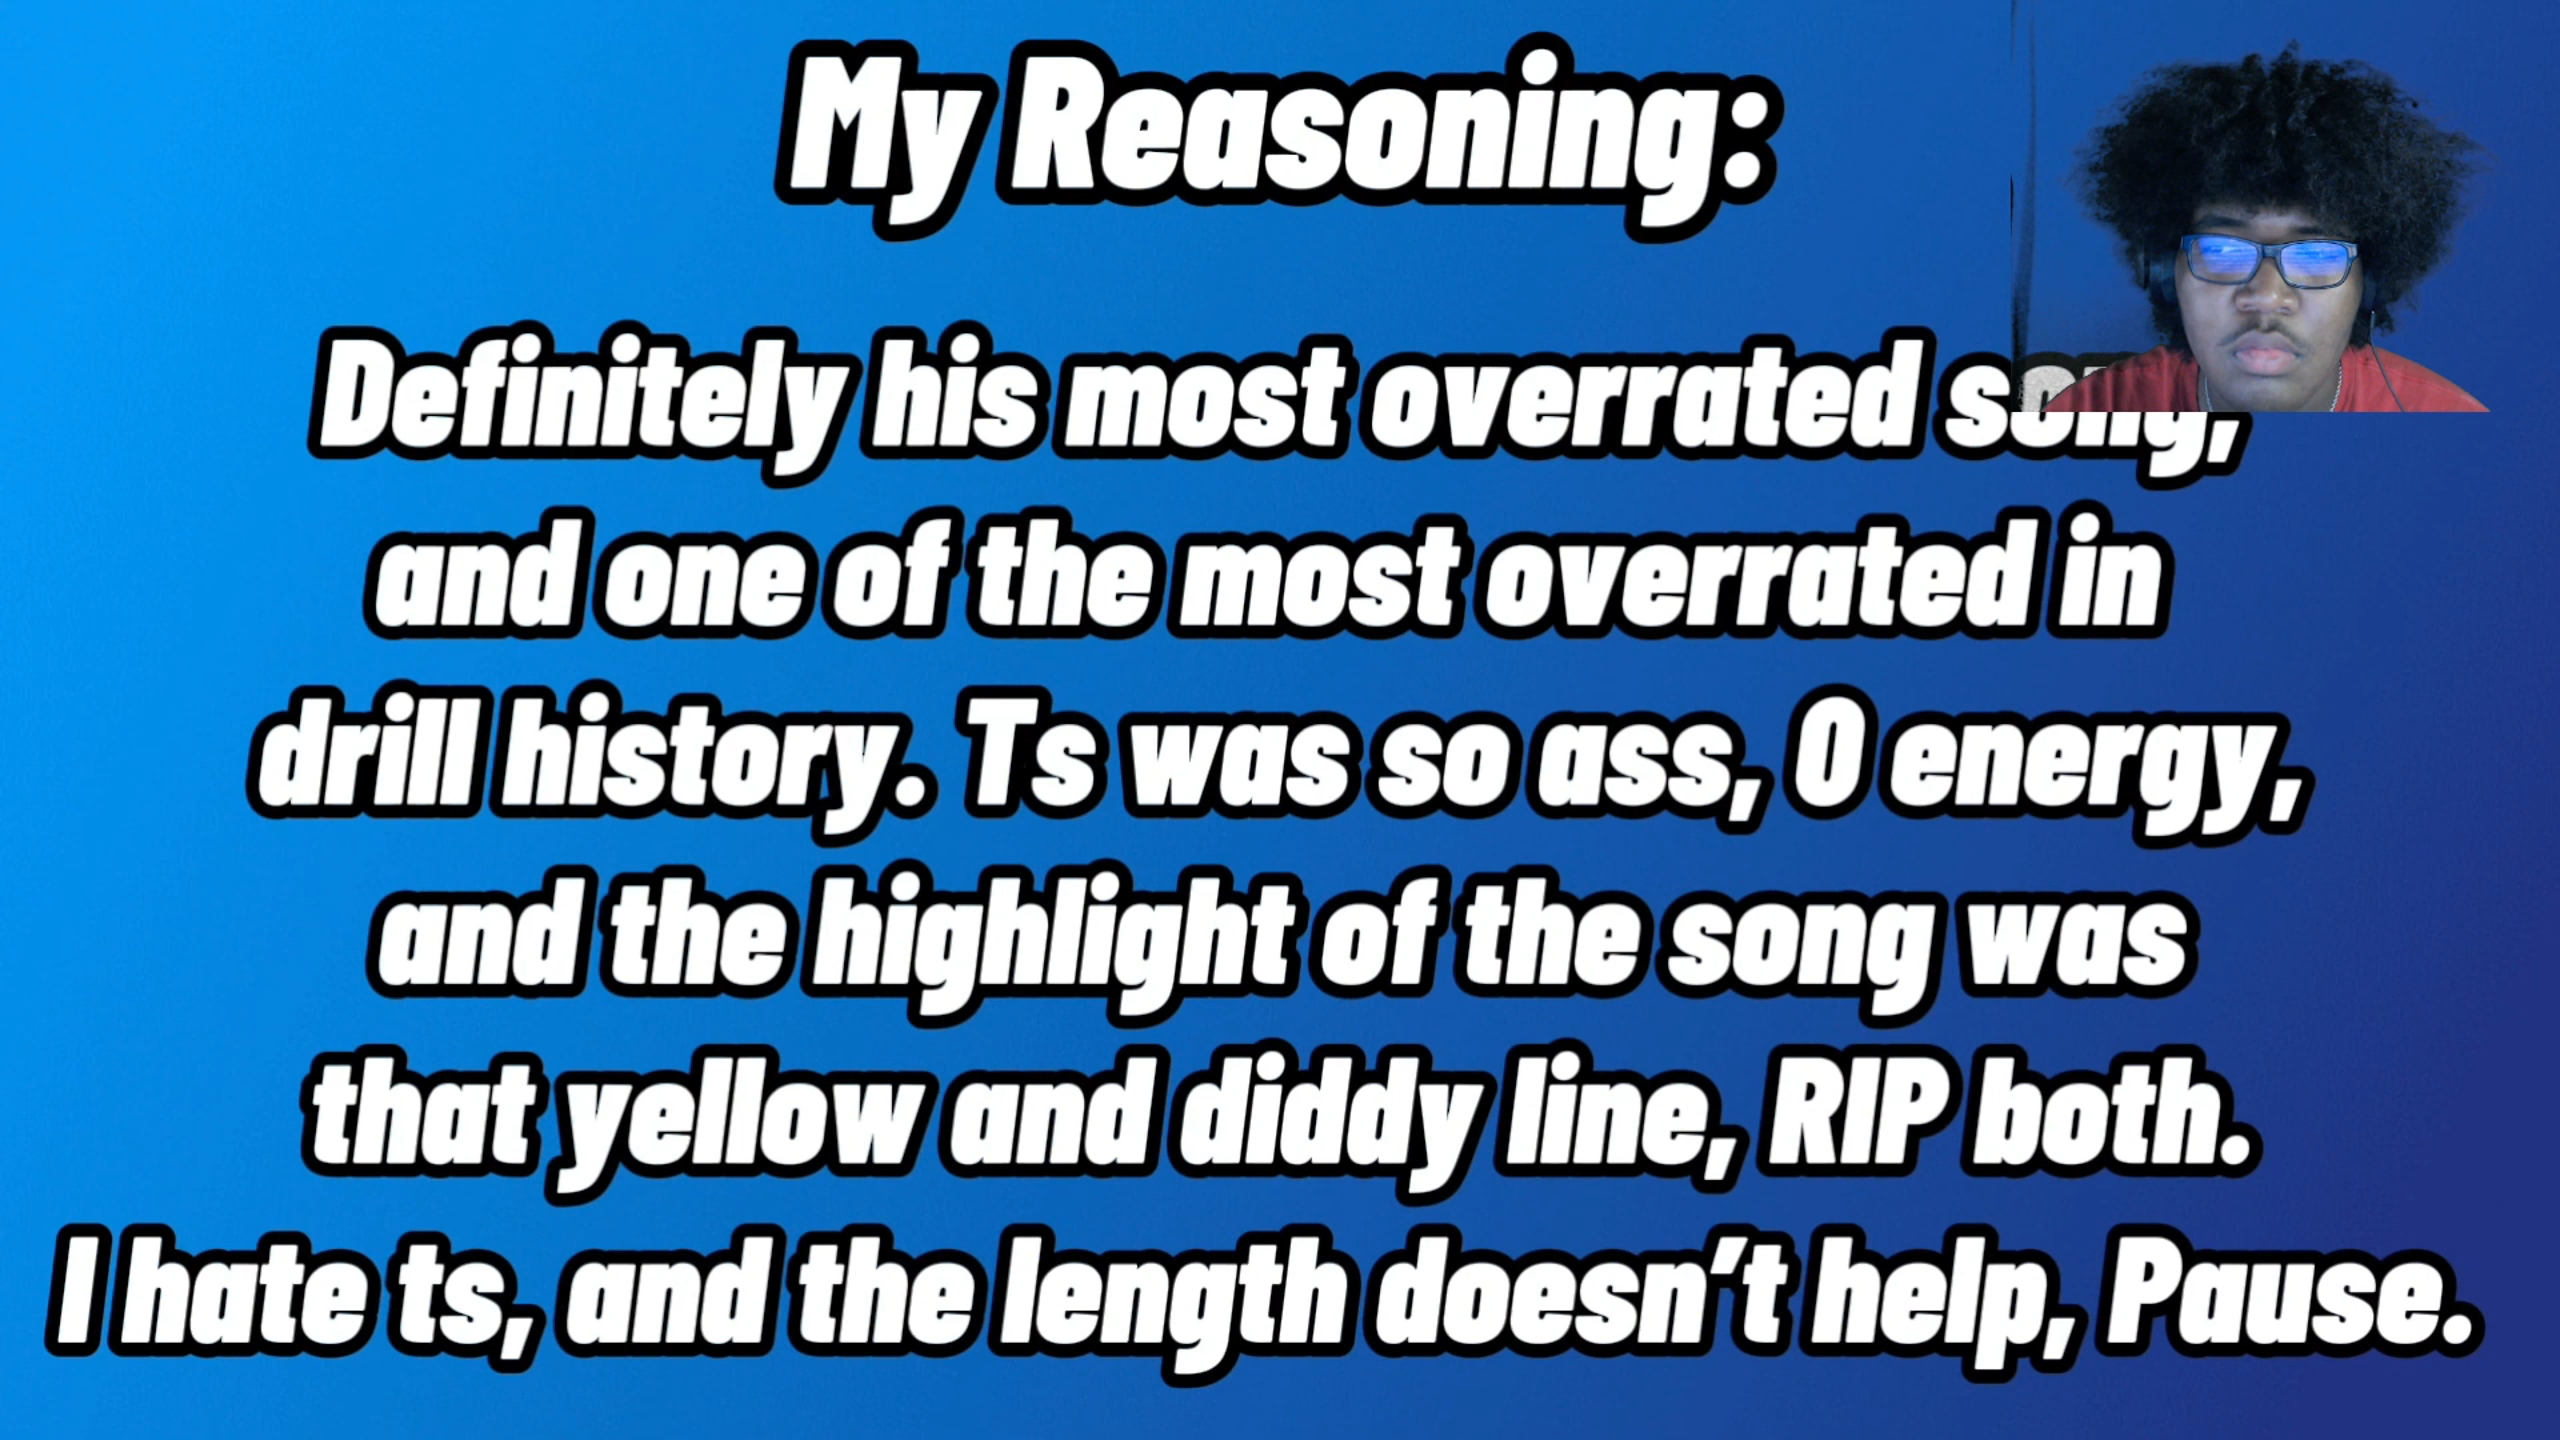 My Reasoning:
Definitely his most overrated song,
and one of the most overrated in
drill history. Ts was so ass, 0 energy,
and the highlight of the song was
that yellow and diddy line, RIP both.
I hate ts, and the length doesn't help, Pause.